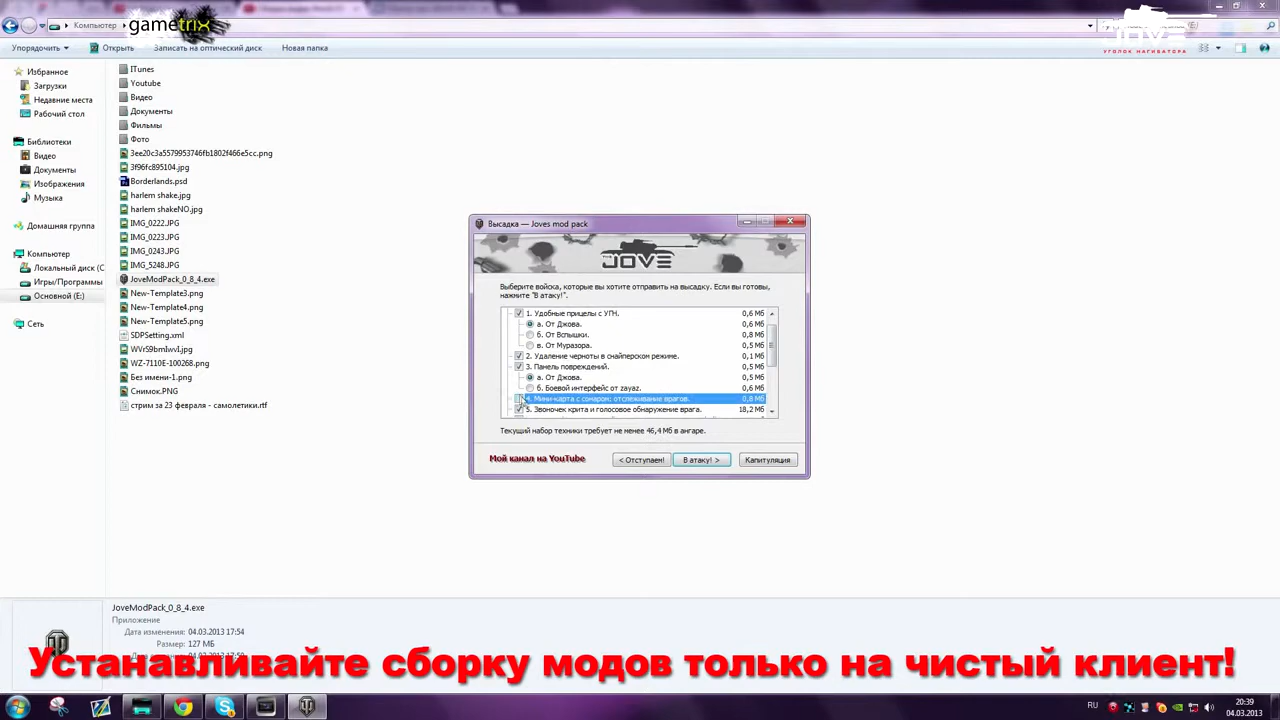 Компьютер
gametrix
JOVE
УГОЛОК НАГИБАТОРА
Упорядочить
Открыть
Записать на оптический диск
Новая папка
Избранное
Загрузки
Недавние места
Рабочий стол
Библиотеки
Видео
Документы
Изображения
Музыка
Домашняя группа
Компьютер
Локальный диск (C
Игры/Программы
Основной (E:)
Сеть
ITunes
Youtube
Видео
Документы
Фильмы
Фото
3ee20c3a5579953746fb1802f466e5cc.png
3f96fc895104.jpg
Borderlands.psd
harlem shake.jpg
harlem shakeNO.jpg
IMG_0222.JPG
IMG_0223.JPG
IMG_0243.JPG
IMG_5248.JPG
JoveModPack_0_8_4.exe
New-Template3.png
New-Template4.png
New-Template5.png
SDPSetting.xml
WVrS9bmIwvI.jpg
WZ-7110E-100268.png
Без имени-1.png
Снимок.PNG
стрим за 23 февраля - самолетики.rtf
Высадка — Joves mod pack
JOVE
Выберите войска, которые вы хотите отправить на высадку. Если вы готовы,
нажмите "В атаку!".
1. Удобные прицелы с УГН. 0,6 Мб
а. От Джова. 0,6 Мб
б. От Вспышки. 0,8 Мб
в. От Муразора. 0,5 Мб
2. Удаление черноты в снайперском режиме. 0,1 Мб
3. Панель повреждений. 0,5 Мб
а. От Джова. 0,5 Мб
б. Боевой интерфейс от zayaz. 0,6 Мб
4. Мини-карта с сонаром: отслеживание врагов. 0,8 Мб
5. Звоночек крита и голосовое обнаружение врага. 18,2 Мб
Текущий набор техники требует не менее 46,4 Мб в ангаре.
Мой канал на YouTube
< Отступаем!
В атаку! >
Капитуляция
JoveModPack_0_8_4.exe
Приложение
Дата изменения: 04.03.2013 17:54
Размер: 127 МБ
Устанавливайте сборку модов только на чистый клиент!
RU
20:39
04.03.2013